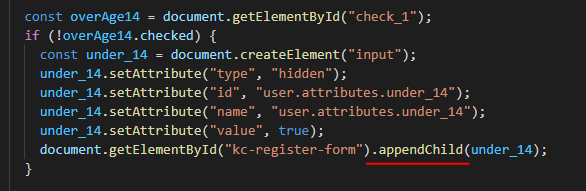 const overAge14 = document.getElementById("check_1");
if (!overAge14.checked) {
const under_14 = document.createElement("input");
under_14.setAttribute("type", "hidden");
under_14.setAttribute("id", "user.attributes.under_14");
under_14.setAttribute("name", "user.attributes.under_14");
under_14.setAttribute("value", true);
document.getElementById("kc-register-form").appendChild(under_14);
}